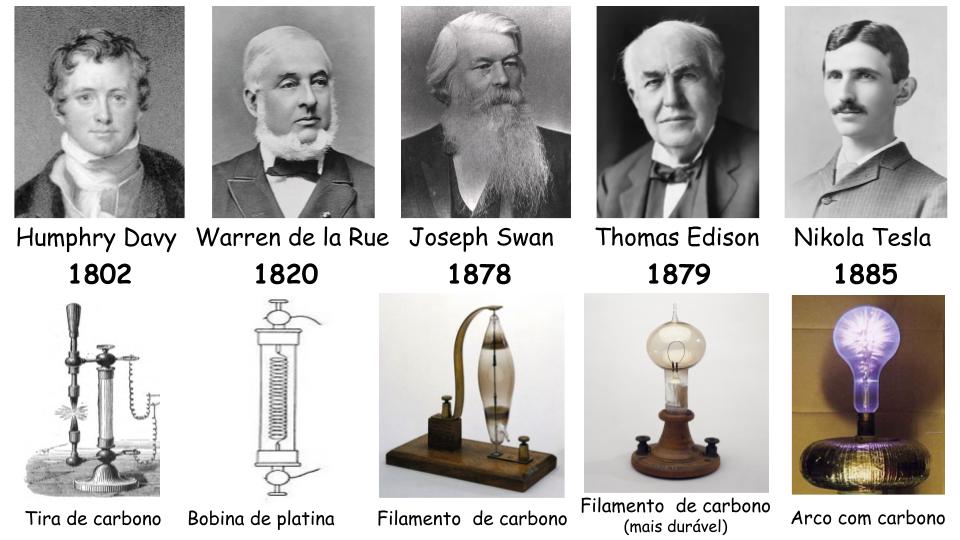 Humphry Davy
Warren de la Rue
Joseph Swan
Thomas Edison
Nikola Tesla
1802
1820
1878
1879
1885
Tira de carbono
Bobina de platina
Filamento de carbono
Filamento de carbono
(mais durável)
Arco com carbono